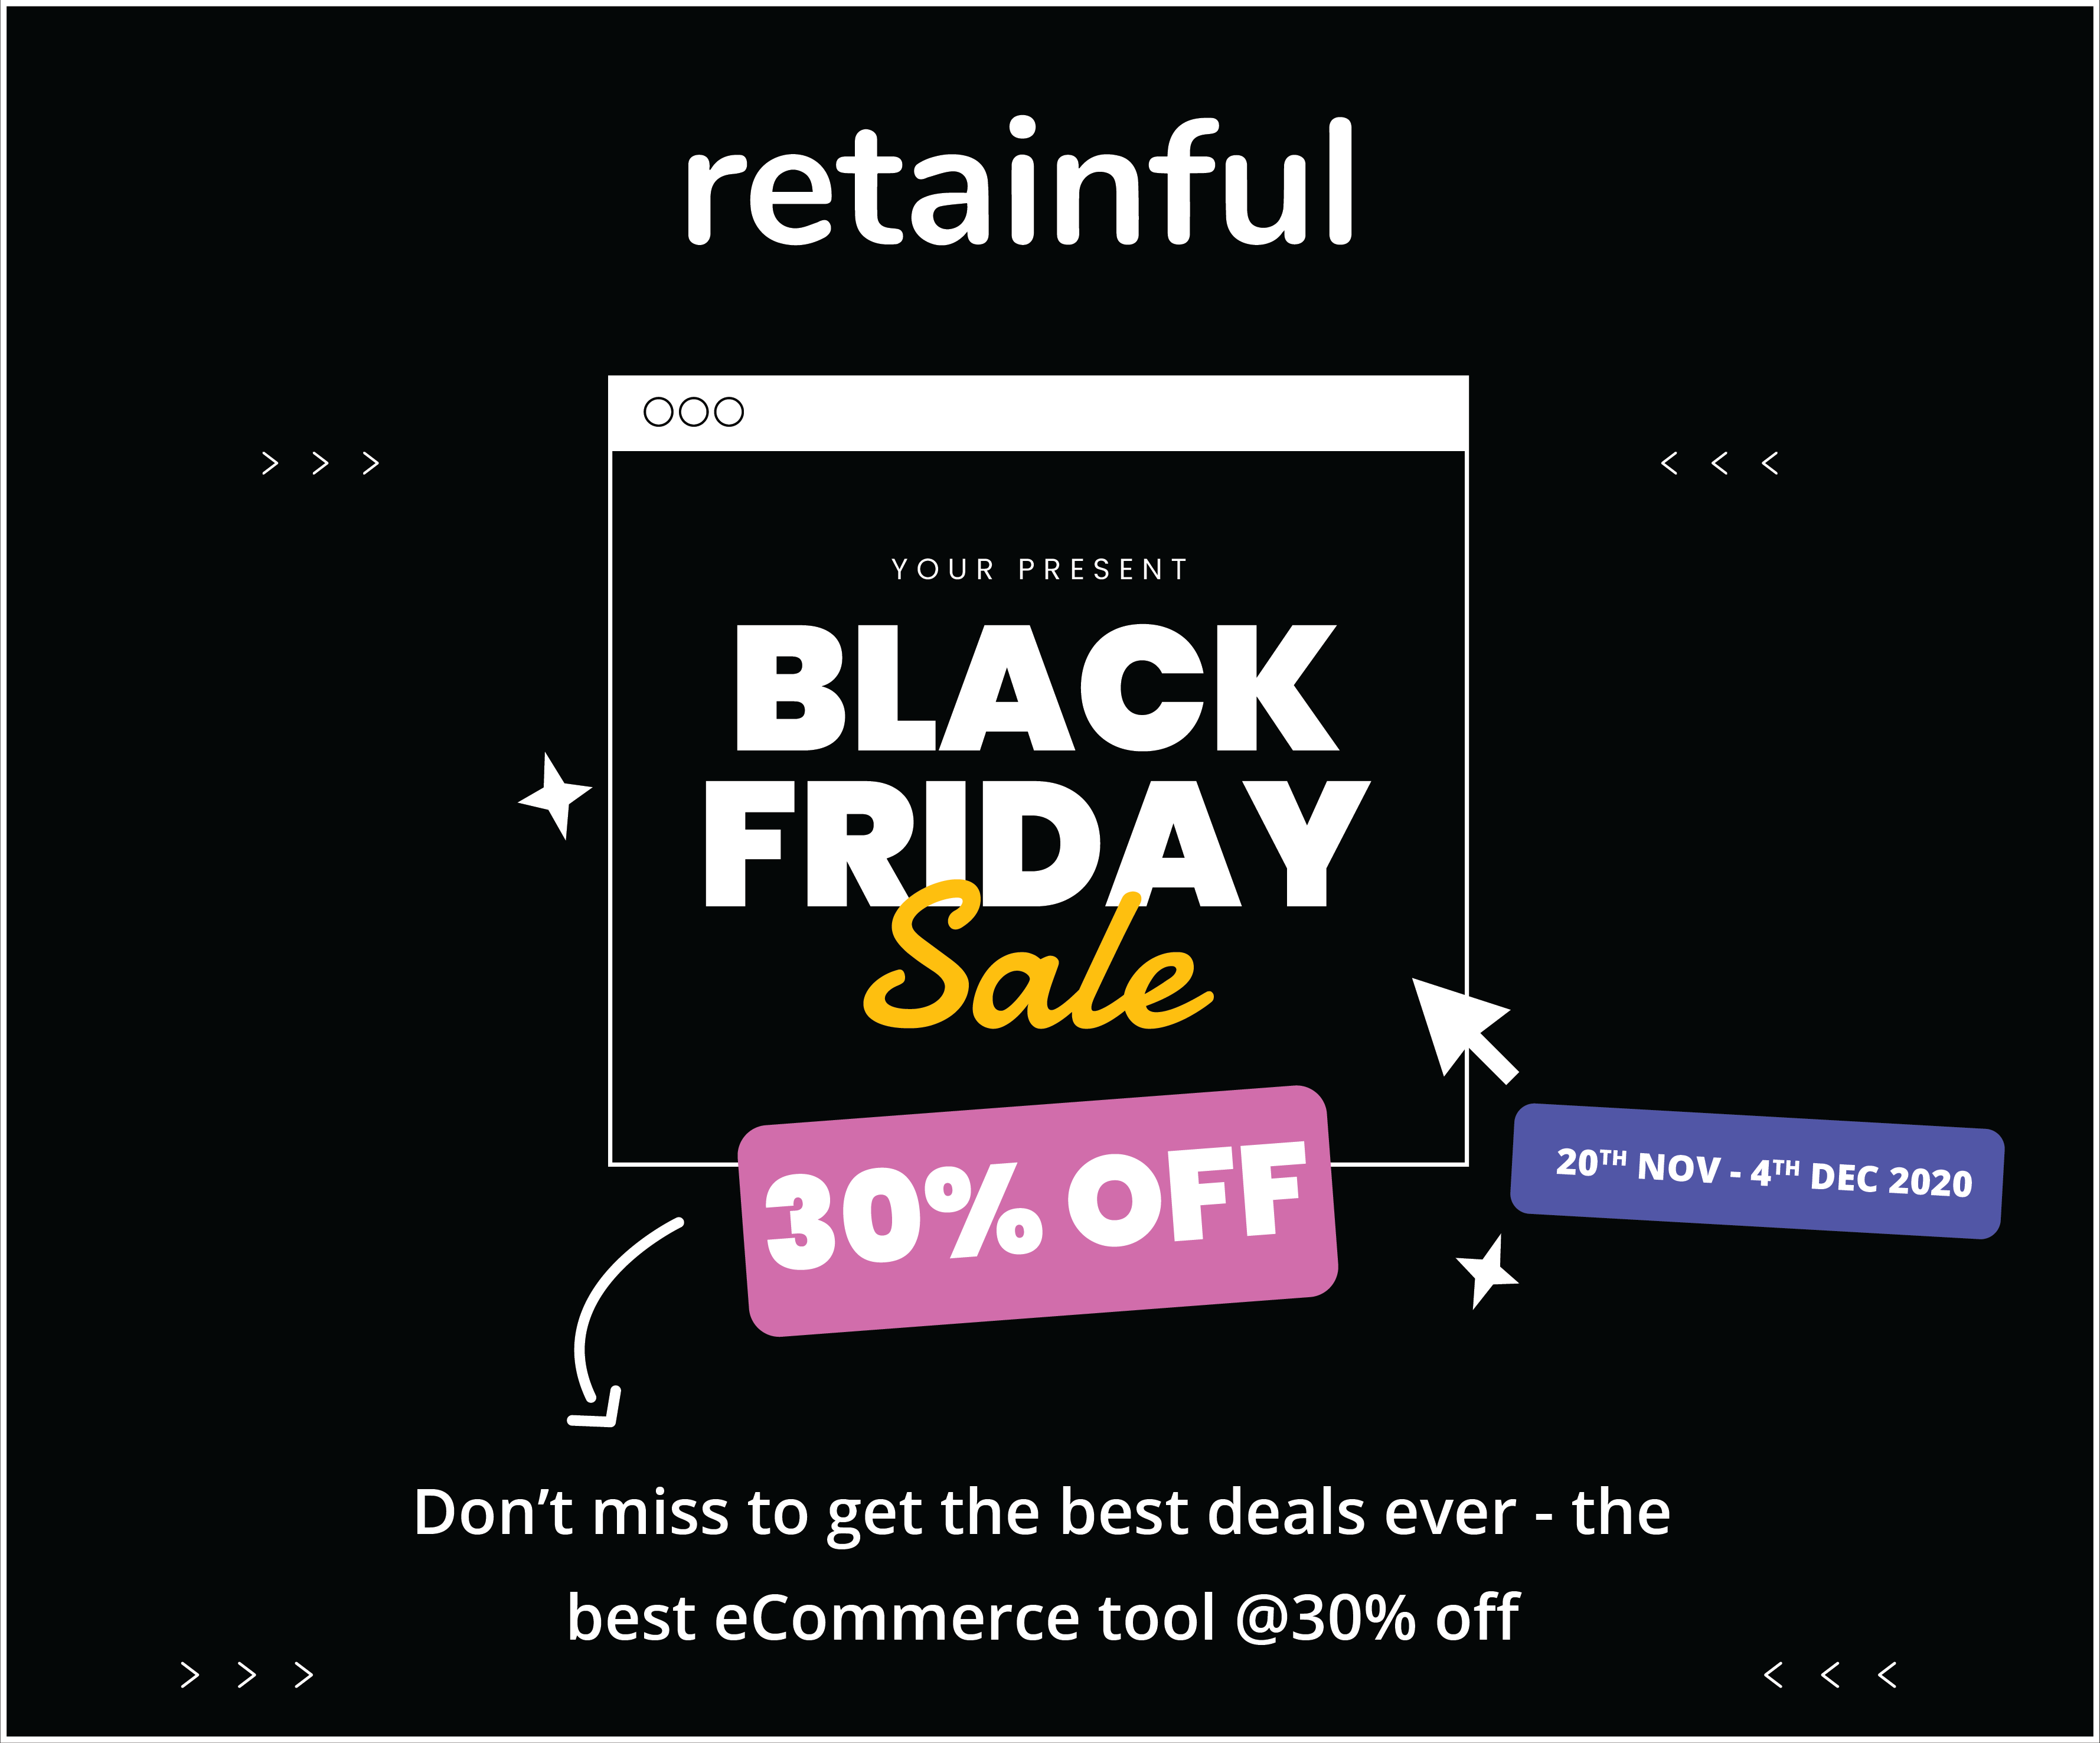 retainful
YOUR PRESENT
BLACK
FRIDAY
Sale
30% OFF
20TH NOV - 4TH DEC 2020
Don’t miss to get the best deals ever - the
best eCommerce tool @30% off